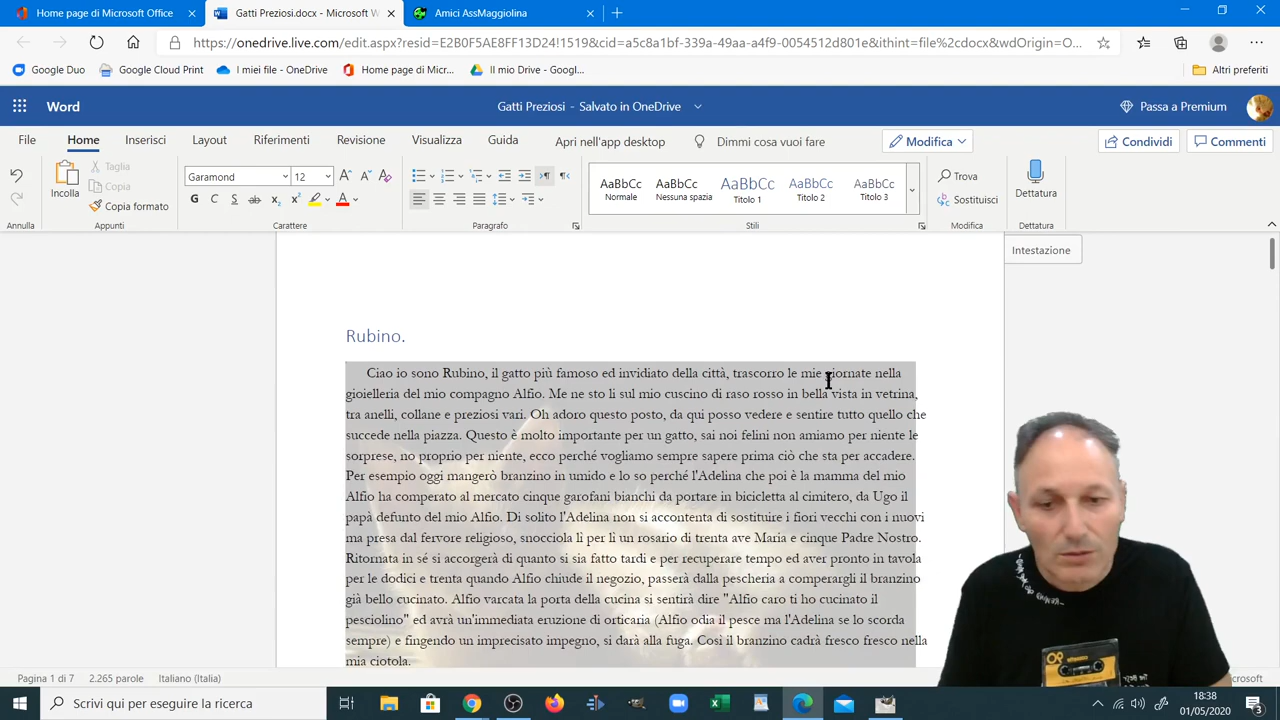 Home page di Microsoft Office
Gatti Preziosi.docx - Microsoft W
Amici AssMaggiolina
https://onedrive.live.com/edit.aspx?resid=E2B0F5AE8FF13D24!1519&cid=a5c8a1bf-339a-49aa-a4f9-0054512d801e&ithint=file%2cdocx&wdOrigin=O...
Google Duo
Google Cloud Print
I miei file - OneDrive
Home page di Micr...
Il mio Drive - Googl...
Altri preferiti
Word
Gatti Preziosi - Salvato in OneDrive
Passa a Premium
File
Home
Inserisci
Layout
Riferimenti
Revisione
Visualizza
Guida
Apri nell'app desktop
Dimmi cosa vuoi fare
Modifica
Condividi
Commenti
Incolla
Taglia
Copia
Copia formato
Garamond
12
G C S ab x₂ x² A
AaBbCc
Normale
AaBbCc
Nessuna spazia
AaBbCc
Titolo 1
AaBbCc
Titolo 2
AaBbCc
Titolo 3
Trova
Sostituisci
Dettatura
Annulla
Appunti
Carattere
Paragrafo
Stili
Modifica
Dettatura
Intestazione
Rubino.
Ciao io sono Rubino, il gatto più famoso ed invidiato della città, trascorro le mie giornate nella
gioielleria del mio compagno Alfio. Me ne sto lì sul mio cuscino di raso rosso in bella vista in vetrina,
tra anelli, collane e preziosi vari. Oh adoro questo posto, da qui posso vedere e sentire tutto quello che
succede nella piazza. Questo è molto importante per un gatto, sai noi felini non amiamo per niente le
sorprese, no proprio per niente, ecco perché vogliamo sempre sapere prima ciò che sta per accadere.
Per esempio oggi mangerò branzino in umido e lo so perché l'Adelina che poi è la mamma del mio
Alfio ha comperato al mercato cinque garofani bianchi da portare in bicicletta al cimitero, da Ugo il
papà defunto del mio Alfio. Di solito l'Adelina non si accontenta di sostituire i fiori vecchi con i nuovi
ma presa dal fervore religioso, snocciola lì per lì un rosario di trenta ave Maria e cinque Padre Nostro.
Ritornata in sé si accorgerà di quanto si sia fatto tardi e per recuperare tempo ed aver pronto in tavola
per le dodici e trenta quando Alfio chiude il negozio, passerà dalla pescheria a comperargli il branzino
già bello cucinato. Alfio varcata la porta della cucina si sentirà dire "Alfio caro ti ho cucinato il
pesciolino" ed avrà un'immediata eruzione di orticaria (Alfio odia il pesce ma l'Adelina se lo scorda
sempre) e fingendo un imprecisato impegno, si darà alla fuga. Così il branzino cadrà fresco fresco nella
mia ciotola.
Pagina 1 di 7
2.265 parole
Italiano (Italia)
Scrivi qui per eseguire la ricerca
18:38
01/05/2020